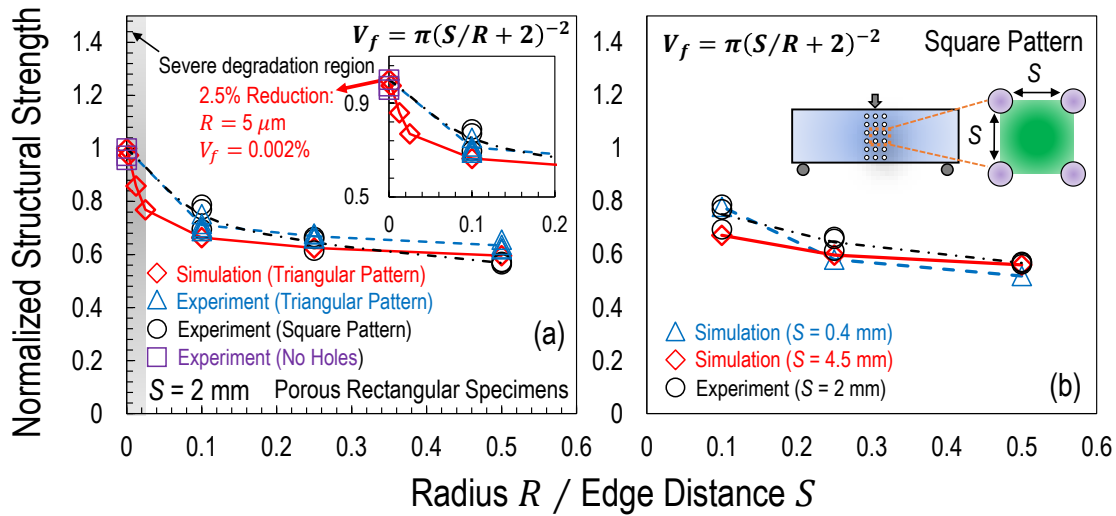 Normalized Structural Strength
1.4
1.2
1
0.8
0.6
0.4
0.2
0
0
0.1
0.2
0.3
0.4
0.5
0.6
Severe degradation region
2.5% Reduction:
R = 5 μm
V_f = 0.002%
V_f = π(S/R + 2)⁻²
0.9
0.5
0
0.1
0.2
Simulation (Triangular Pattern)
Experiment (Triangular Pattern)
Experiment (Square Pattern)
Experiment (No Holes)
(a)
S = 2 mm
Porous Rectangular Specimens
V_f = π(S/R + 2)⁻²
Square Pattern
S
S
1.4
1.2
1
0.8
0.6
0.4
0.2
0
Simulation (S = 0.4 mm)
Simulation (S = 4.5 mm)
Experiment (S = 2 mm)
(b)
0
0.1
0.2
0.3
0.4
0.5
0.6
Radius R / Edge Distance S